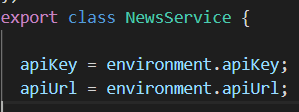 export class NewsService {
apiKey = environment.apiKey;
apiUrl = environment.apiUrl;